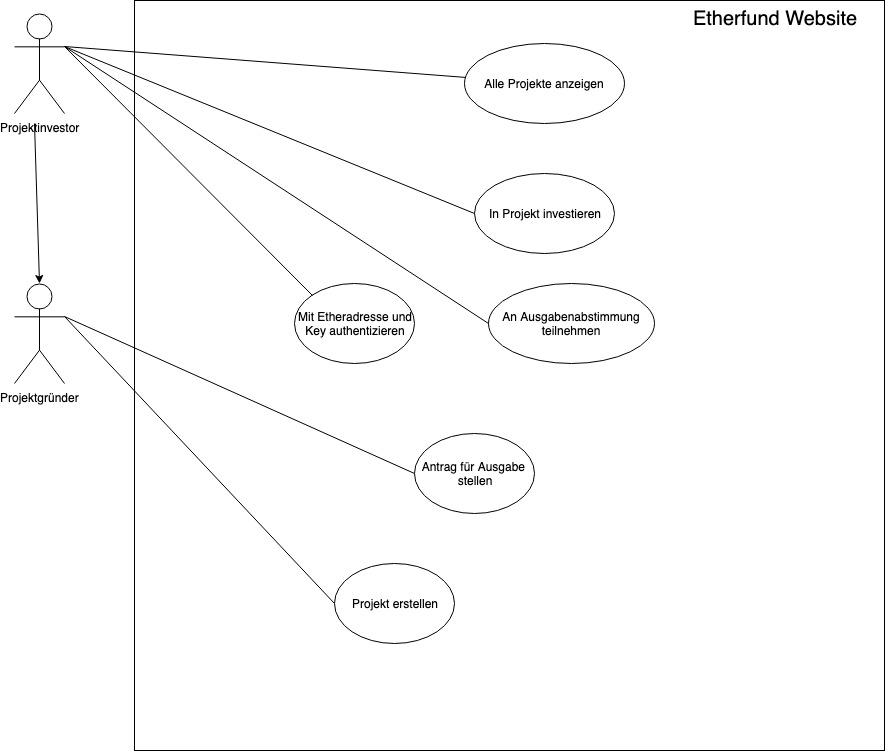 Etherfund Website
Alle Projekte anzeigen
Projektinvestor
In Projekt investieren
Mit Etheradresse und
Key authentizieren
An Ausgabenabstimmung
teilnehmen
Projektgründer
Antrag für Ausgabe
stellen
Projekt erstellen